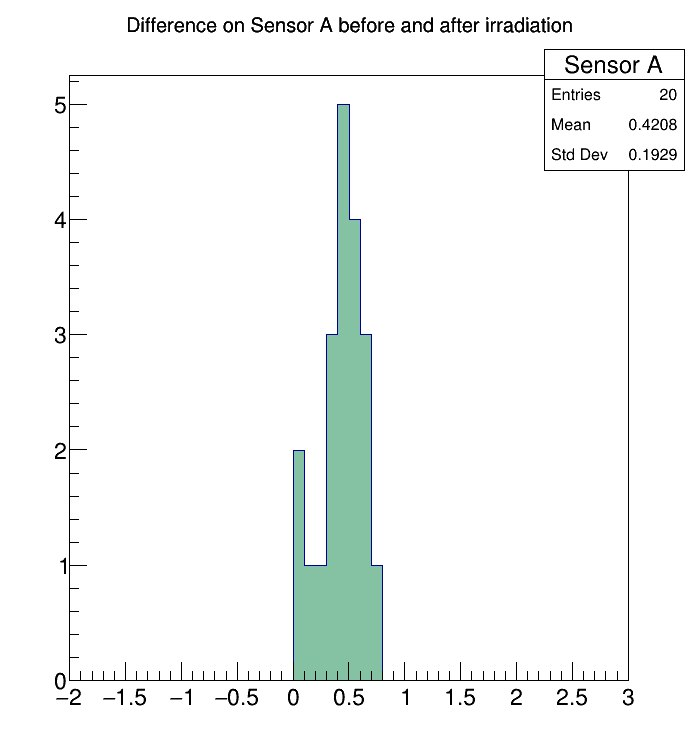 Difference on Sensor A before and after irradiation
Sensor A
Entries 20
Mean 0.4208
Std Dev 0.1929
5
4
3
2
1
0
−2 −1.5 −1 −0.5 0 0.5 1 1.5 2 2.5 3